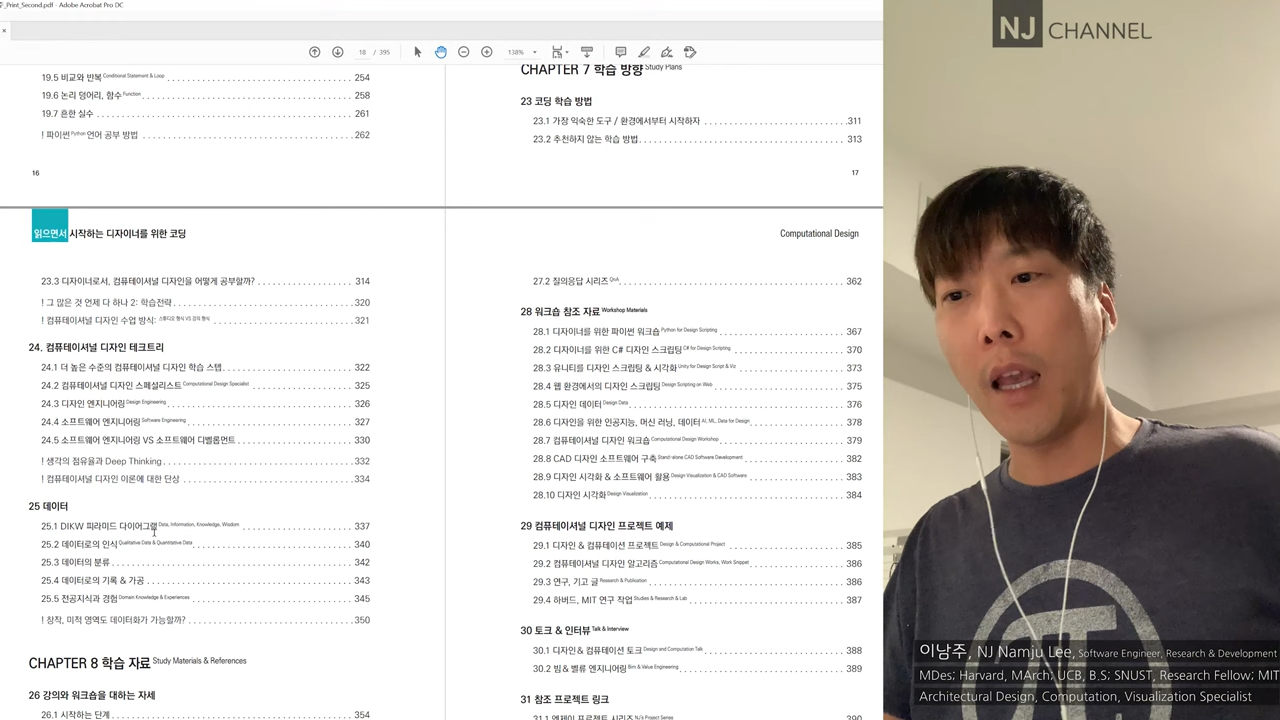 F_Print_Second.pdf - Adobe Acrobat Pro DC
18 / 395
138%
19.5 비교와 반복 Conditional Statement & Loop 254
19.6 논리 덩어리, 함수 Function 258
19.7 흔한 실수 261
! 파이썬 Python 언어 공부 방법 262
16
CHAPTER 7 학습 방향 Study Plans
23 코딩 학습 방법
23.1 가장 익숙한 도구 / 환경에서부터 시작하자 311
23.2 추천하지 않는 학습 방법 313
17
읽으면서 시작하는 디자이너를 위한 코딩
23.3 디자이너로서, 컴퓨테이셔널 디자인을 어떻게 공부할까? 314
! 그 많은 것 언제 다 하나 2: 학습전략 320
! 컴퓨테이셔널 디자인 수업 방식: 스튜디오 형식 VS 강의 형식 321
24. 컴퓨테이셔널 디자인 테크트리
24.1 더 높은 수준의 컴퓨테이셔널 디자인 학습 스텝 322
24.2 컴퓨테이셔널 디자인 스페셜리스트 Computational Design Specialist 325
24.3 디자인 엔지니어링 Design Engineering 326
24.4 소프트웨어 엔지니어링 Software Engineering 327
24.5 소프트웨어 엔지니어링 VS 소프트웨어 디벨롭먼트 330
! 생각의 점유율과 Deep Thinking 332
! 컴퓨테이셔널 디자인 이론에 대한 단상 334
25 데이터
25.1 DIKW 피라미드 다이어그램 Data, Information, Knowledge, Wisdom 337
25.2 데이터로의 인식 Qualitative Data & Quantitative Data 340
25.3 데이터의 분류 342
25.4 데이터로의 기록 & 가공 343
25.5 전공지식과 경험 Domain Knowledge & Experiences 345
! 창작, 미적 영역도 데이터화가 가능할까? 350
CHAPTER 8 학습 자료 Study Materials & References
26 강의와 워크숍을 대하는 자세
26.1 시작하는 단계 354
Computational Design
27.2 질의응답 시리즈 QnA 362
28 워크숍 참조 자료 Workshop Materials
28.1 디자이너를 위한 파이썬 워크숍 Python for Design Scripting 367
28.2 디자이너를 위한 C# 디자인 스크립팅 C# for Design Scripting 370
28.3 유니티를 디자인 스크립팅 & 시각화 Unity for Design Script & Viz 373
28.4 웹 환경에서의 디자인 스크립팅 Design Scripting on Web 375
28.5 디자인 데이터 Design Data 376
28.6 디자인을 위한 인공지능, 머신 러닝, 데이터 AI, ML, Data for Design 378
28.7 컴퓨테이셔널 디자인 워크숍 Computational Design Workshop 379
28.8 CAD 디자인 소프트웨어 구축 Stand-alone CAD Software Development 382
28.9 디자인 시각화 & 소프트웨어 활용 Design Visualization & CAD Software 383
28.10 디자인 시각화 Design Visualization 384
29 컴퓨테이셔널 디자인 프로젝트 예제
29.1 디자인 & 컴퓨테이션 프로젝트 Design & Computational Project 385
29.2 컴퓨테이셔널 디자인 알고리즘 Computational Design Works, Work Snippet 386
29.3 연구, 기고 글 Research & Publication 386
29.4 하버드, MIT 연구 작업 Studies & Research & Lab 387
30 토크 & 인터뷰 Talk & Interview
30.1 디자인& 컴퓨테이션 토크 Design and Computation Talk 388
30.2 빔& 밸류 엔지니어링 Bim & Value Engineering 389
31 참조 프로젝트 링크
31.1 엔제이 프로젝트 시리즈 NJ's Project Series 390
NJ CHANNEL
이남주, NJ Namju Lee, Software Engineer, Research & Development
MDes: Harvard, MArch: UCB, B.S: SNUST, Research Fellow: MIT
Architectural Design, Computation, Visualization Specialist